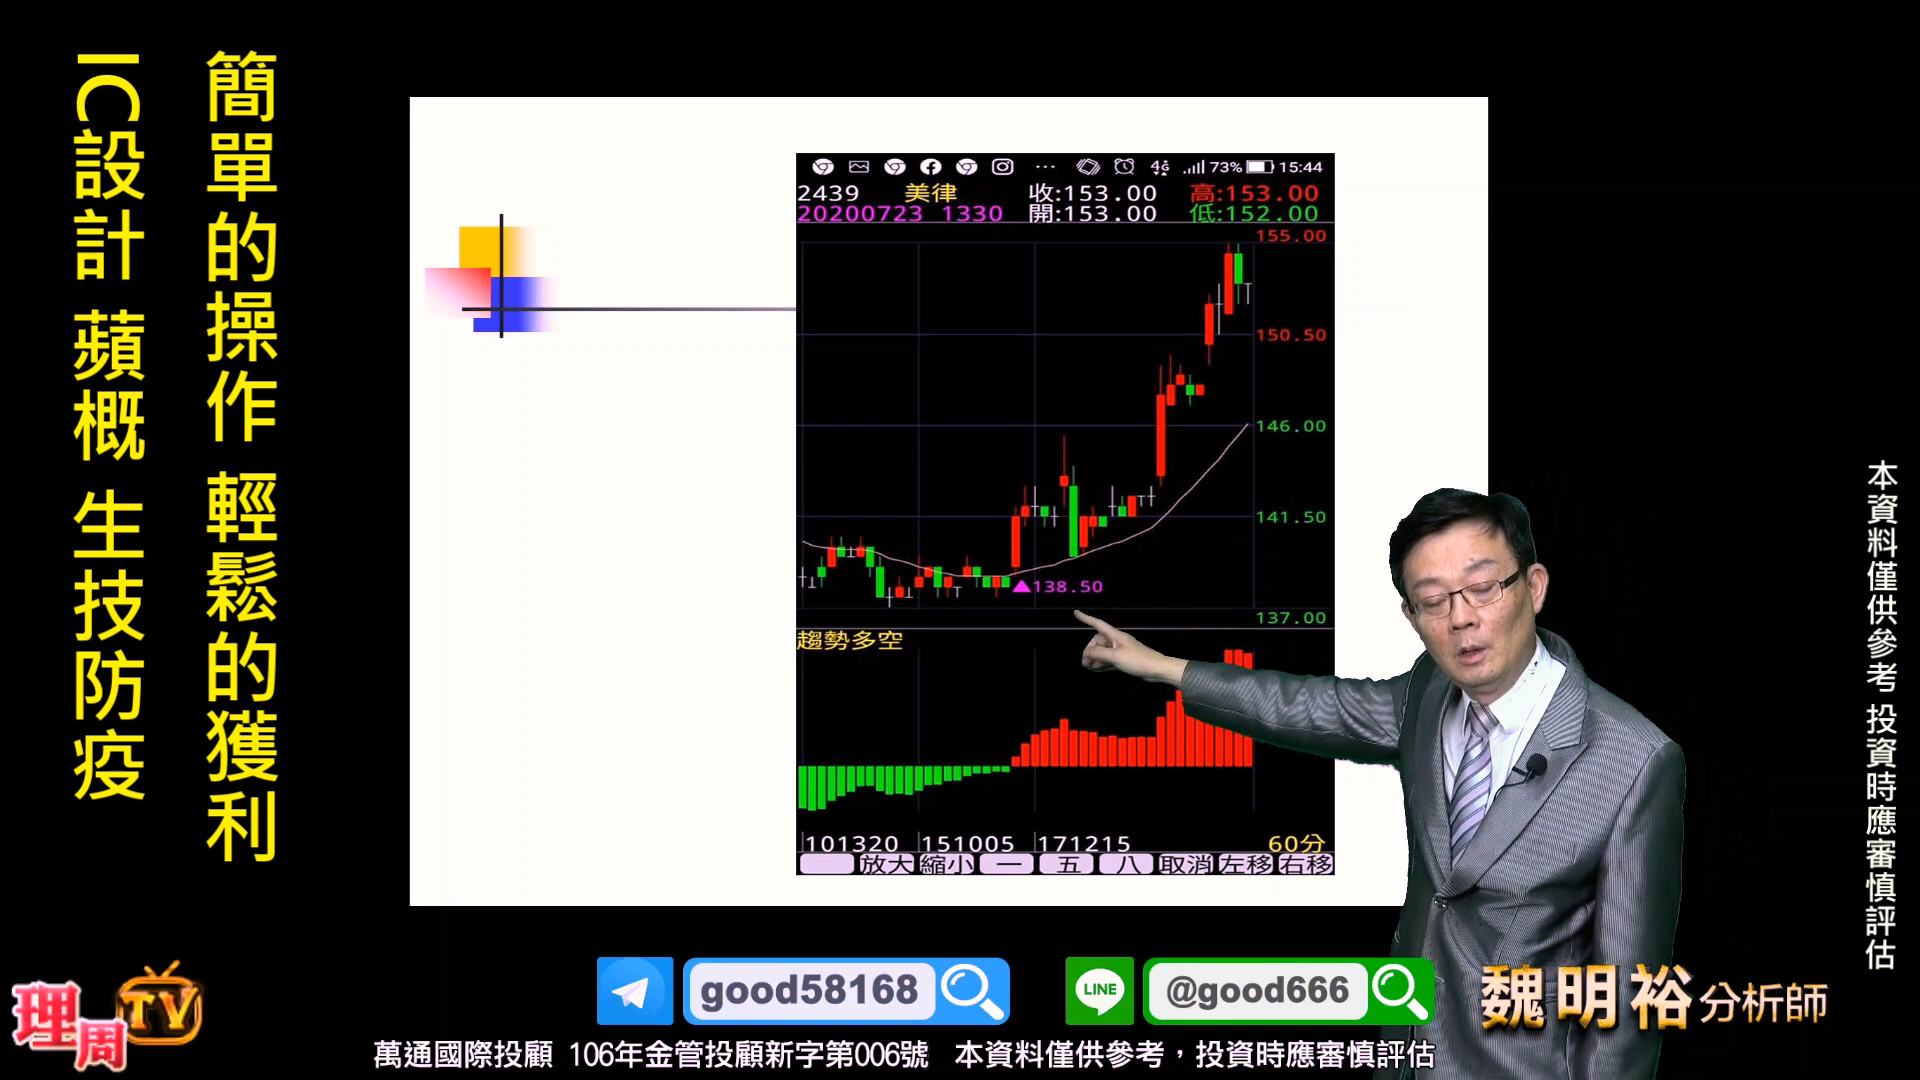 簡單的操作 輕鬆的獲利
IC設計 蘋概 生技防疫
73% 15:44
2439 美律 收:153.00 高:153.00
20200723 1330 開:153.00 低:152.00
155.00
150.50
146.00
141.50
138.50
137.00
趨勢多空
101320 151005 171215 60分
放大 縮小 一 五 八 取消 左移 右移
本資料僅供參考 投資時應審慎評估
理周TV
good58168
LINE @good666
魏明裕分析師
萬通國際投顧 106年金管投顧新字第006號 本資料僅供參考,投資時應審慎評估